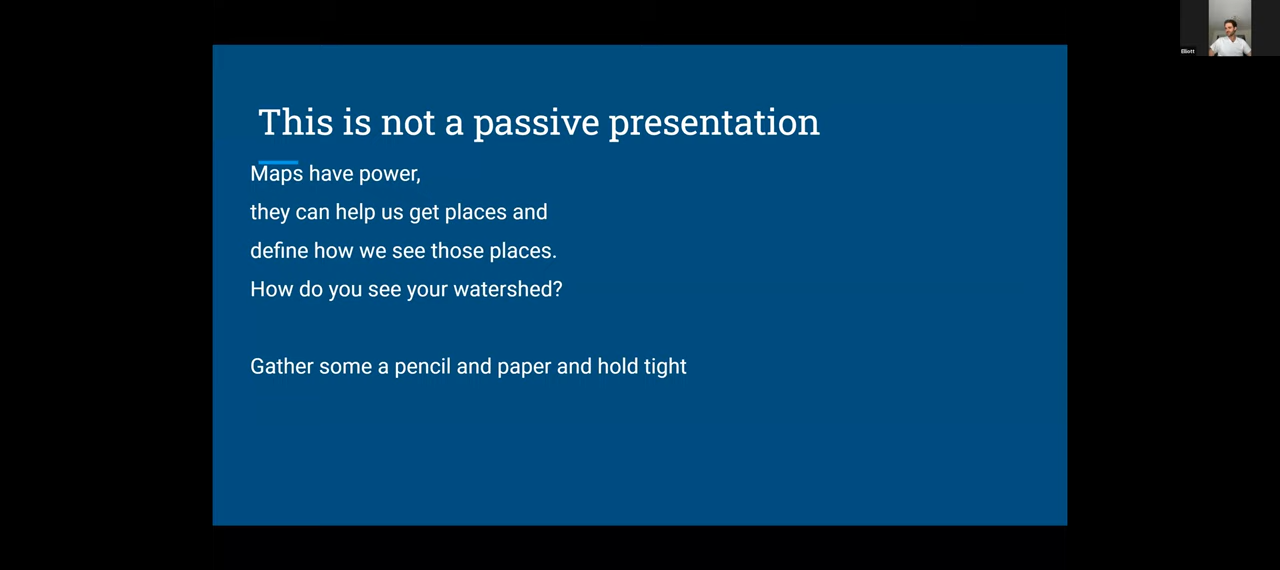 This is not a passive presentation
Maps have power,
they can help us get places and
define how we see those places.
How do you see your watershed?
Gather some a pencil and paper and hold tight
Elliott